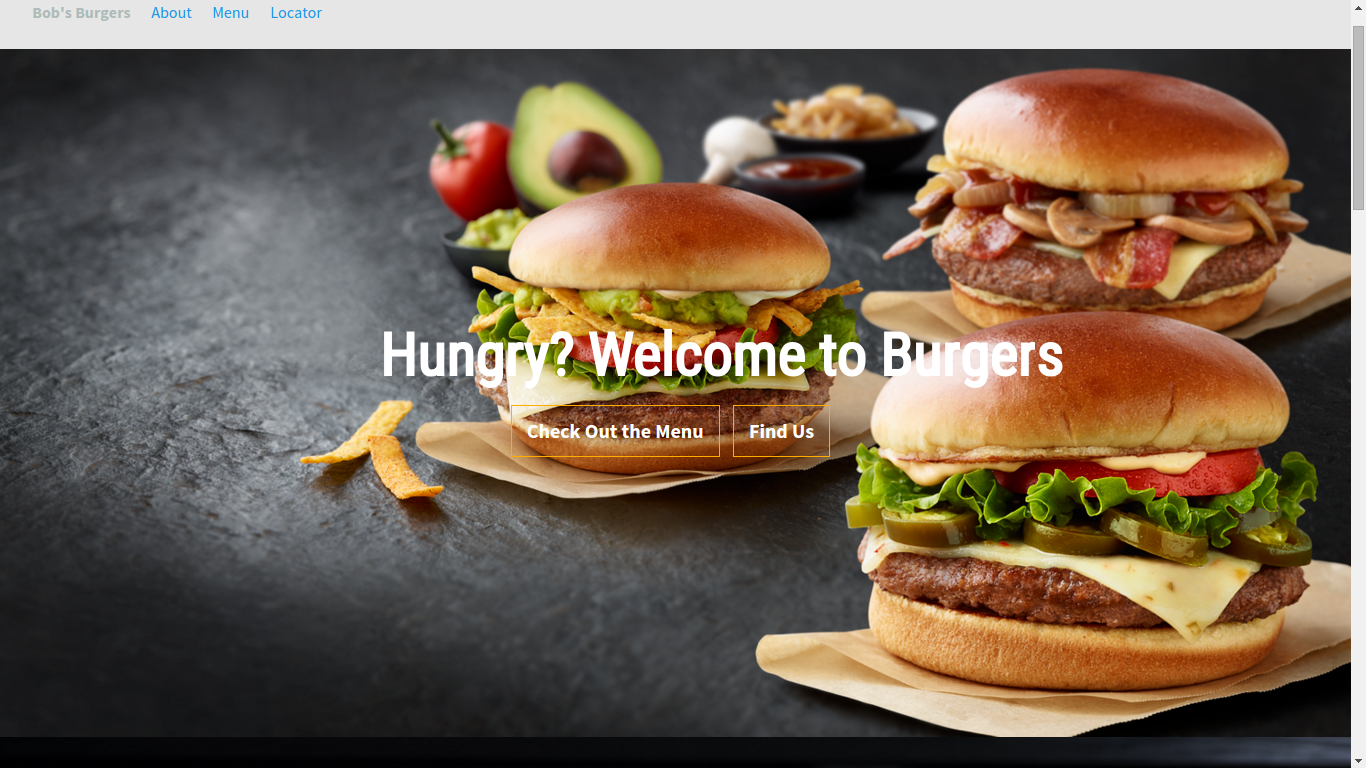 Bob's Burgers About Menu Locator
Hungry? Welcome to Burgers
Check Out the Menu Find Us